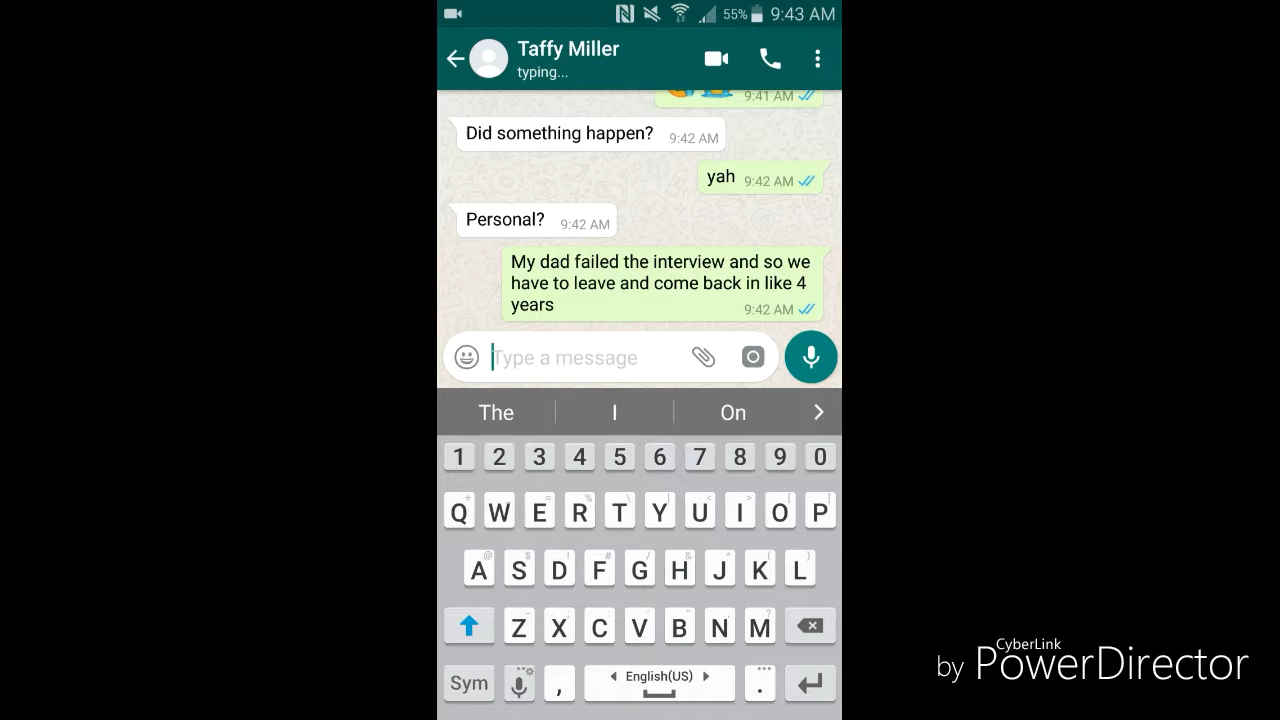 55% 9:43 AM
Taffy Miller
typing...
9:41 AM
Did something happen? 9:42 AM
yah 9:42 AM
Personal? 9:42 AM
My dad failed the interview and so we
have to leave and come back in like 4
years 9:42 AM
Type a message
The I On
1 2 3 4 5 6 7 8 9 0
Q W E R T Y U I O P
A S D F G H J K L
Z X C V B N M
Sym , English(US) .
by CyberLink
PowerDirector